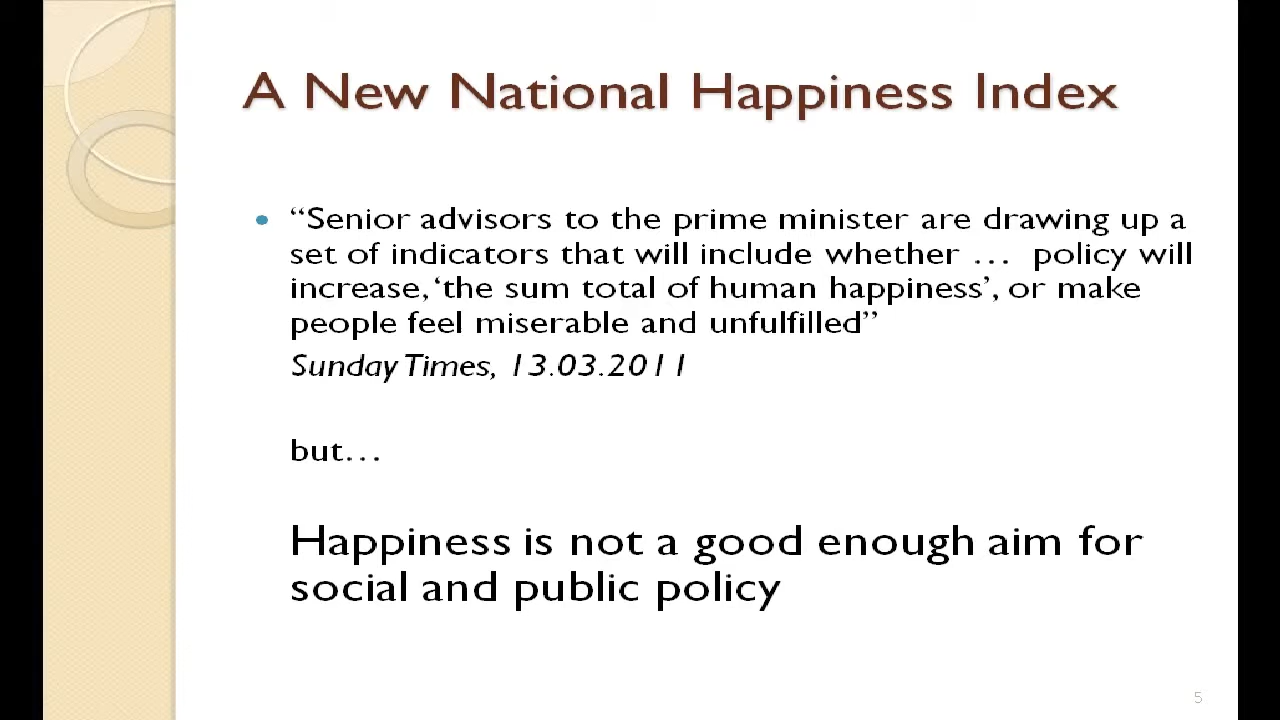 A New National Happiness Index
• “Senior advisors to the prime minister are drawing up a
set of indicators that will include whether … policy will
increase, ‘the sum total of human happiness’, or make
people feel miserable and unfulfilled”
Sunday Times, 13.03.2011
but…
Happiness is not a good enough aim for
social and public policy
5